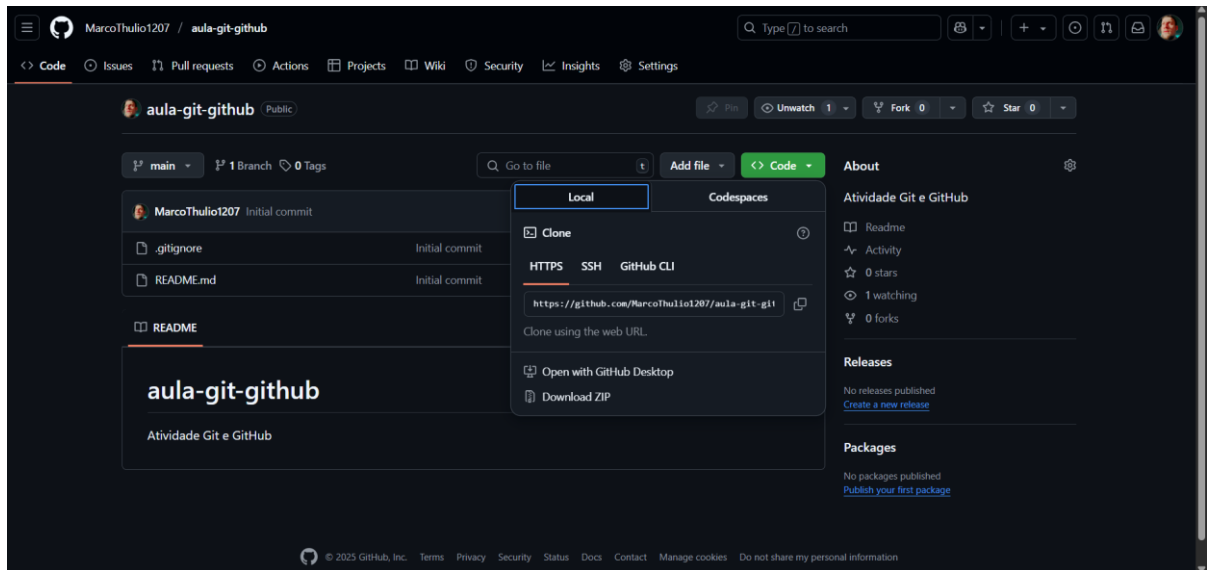 MarcoThulio1207 / aula-git-github
Type / to search
Code Issues Pull requests Actions Projects Wiki Security Insights Settings
aula-git-github Public
Pin Unwatch 1 Fork 0 Star 0
main 1 Branch 0 Tags
Go to file t Add file Code
About
Local Codespaces
Atividade Git e GitHub
MarcoThulio1207 Initial commit
Clone
Readme
.gitignore Initial commit
Activity
HTTPS SSH GitHub CLI
0 stars
README.md Initial commit
1 watching
https://github.com/MarcoThulio1207/aula-git-git
0 forks
README
Clone using the web URL.
Releases
Open with GitHub Desktop
aula-git-github
No releases published
Download ZIP
Create a new release
Atividade Git e GitHub
Packages
No packages published
Publish your first package
© 2025 GitHub, Inc. Terms Privacy Security Status Docs Contact Manage cookies Do not share my personal information